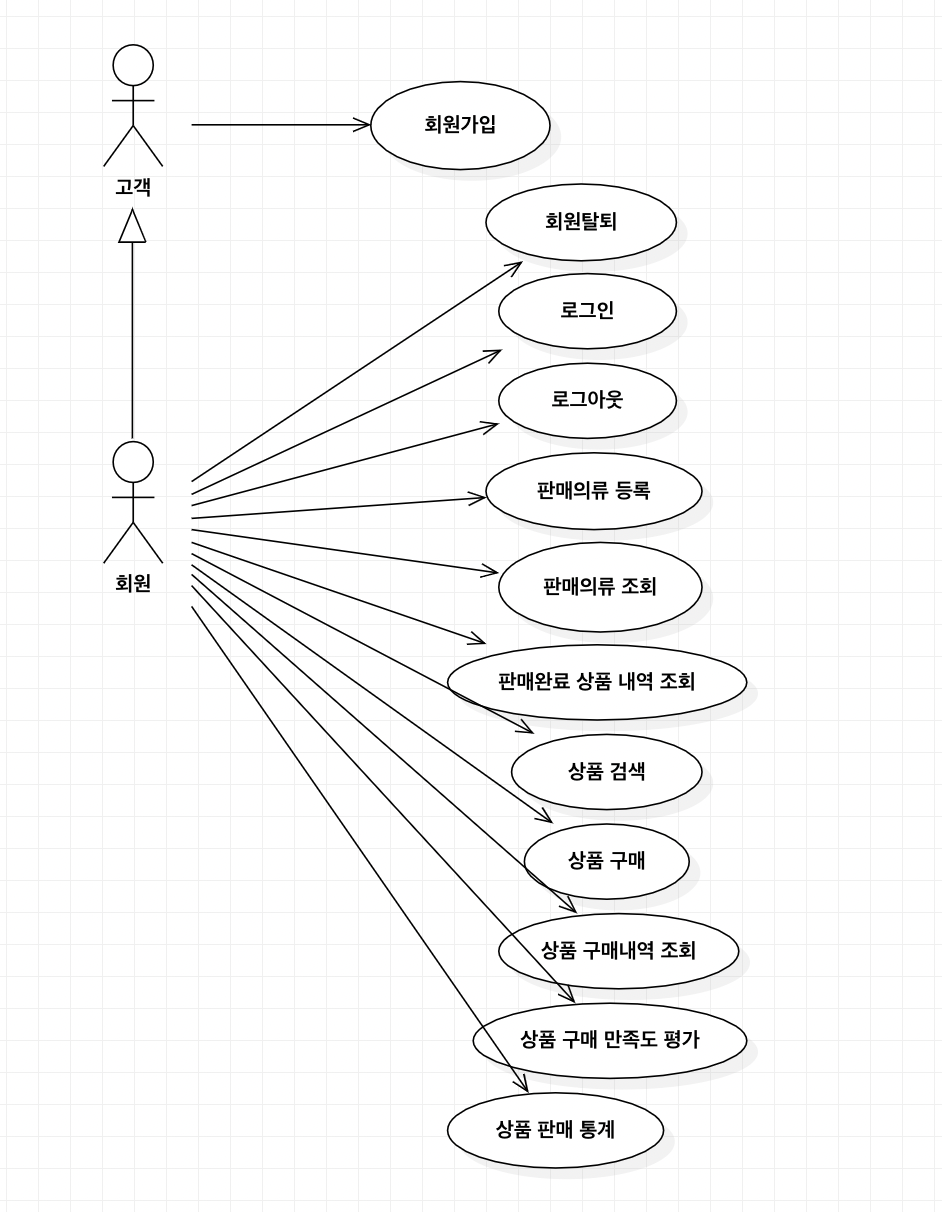 회원가입
고객
회원탈퇴
로그인
로그아웃
판매의류 등록
판매의류 조회
회원
판매완료 상품 내역 조회
상품 검색
상품 구매
상품 구매내역 조회
상품 구매 만족도 평가
상품 판매 통계